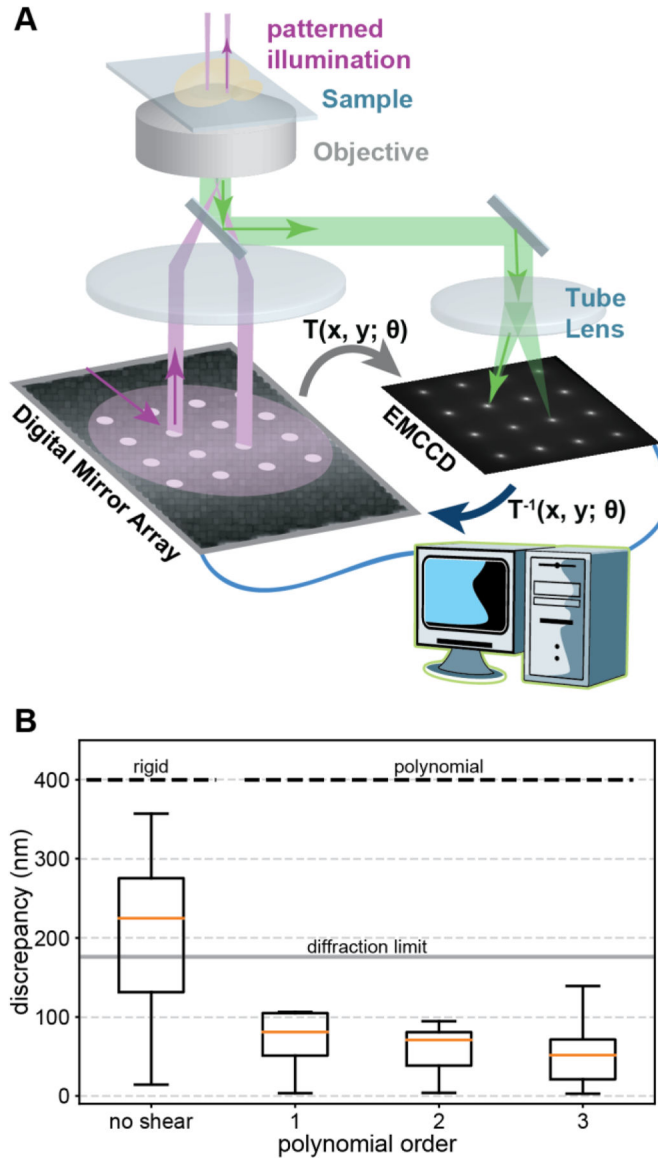 A
patterned
illumination
Sample
Objective
Tube
Lens
T(x, y; θ)
Digital Mirror Array
EMCCD
T⁻¹(x, y; θ)
B
rigid
polynomial
400
300
200
100
0
discrepancy (nm)
diffraction limit
no shear
1
2
3
polynomial order